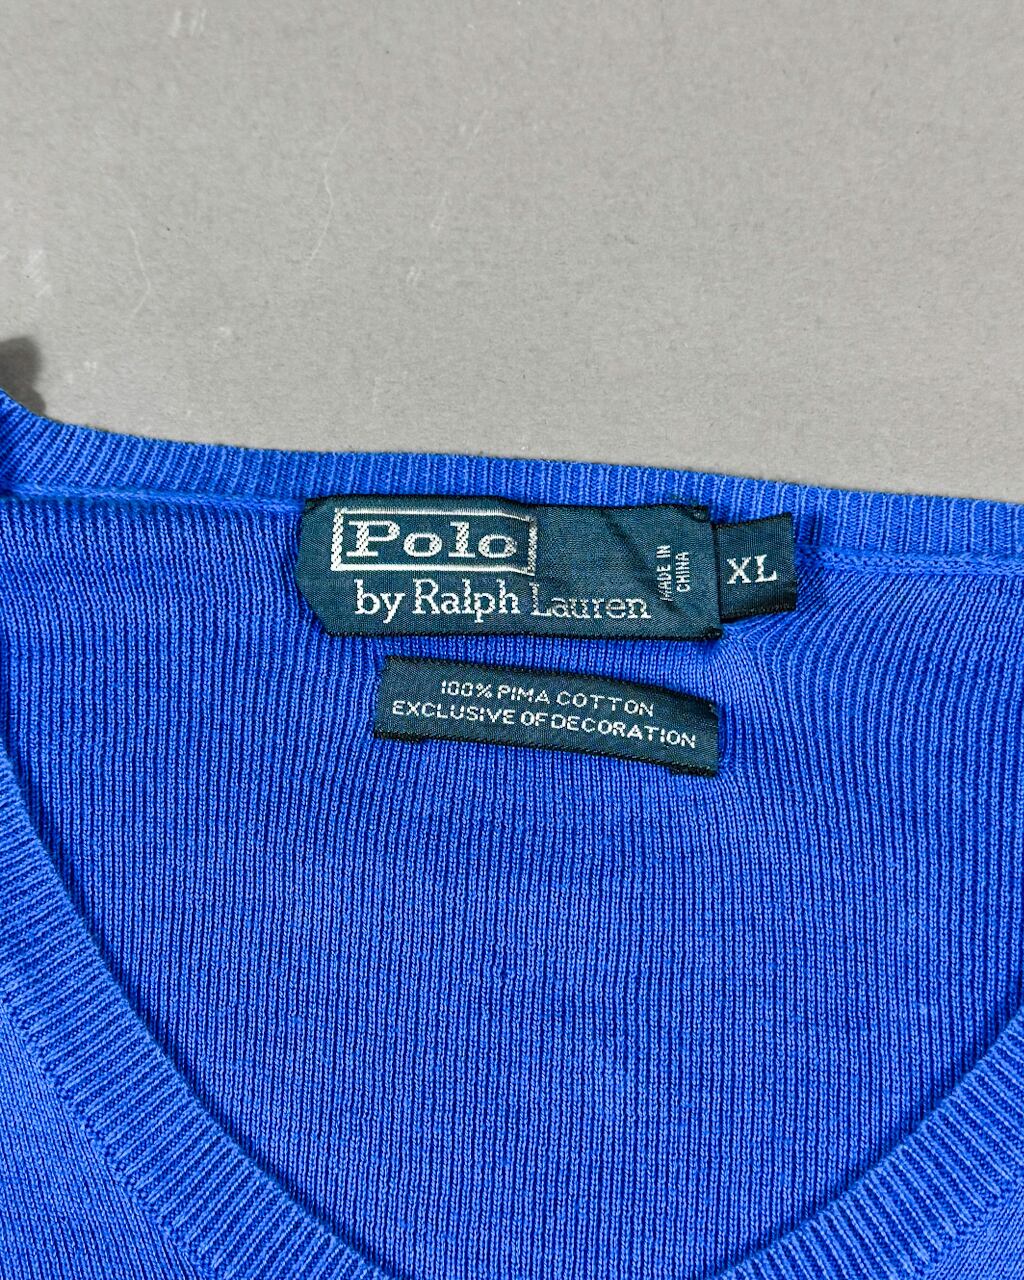 Polo
by Ralph Lauren
MADE IN
CHINA
XL
100% PIMA COTTON
EXCLUSIVE OF DECORATION